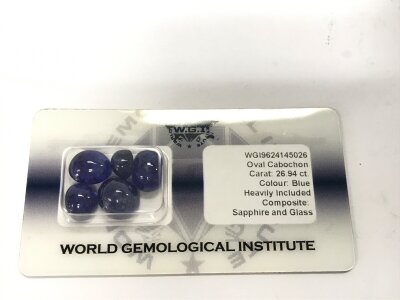 W.G.I.
WGI9624145026
Oval Cabochon
Carat: 26.94 ct.
Colour: Blue
Heavily Included
Composite:
Sapphire and Glass
WORLD GEMOLOGICAL INSTITUTE